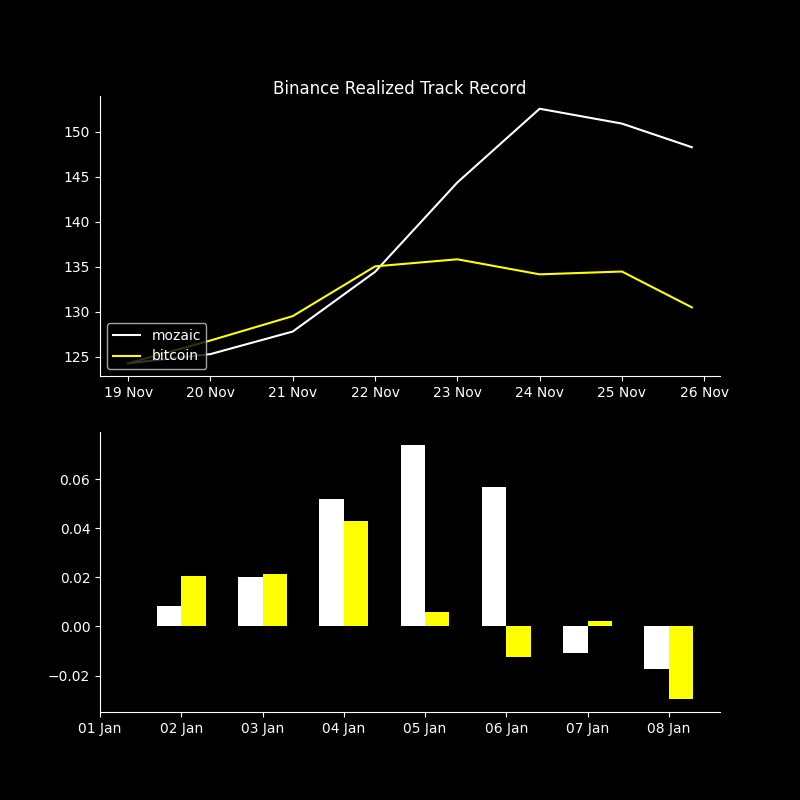 Binance Realized Track Record
150
145
140
135
130
125
mozaic
bitcoin
19 Nov 20 Nov 21 Nov 22 Nov 23 Nov 24 Nov 25 Nov 26 Nov
0.06
0.04
0.02
0.00
−0.02
01 Jan 02 Jan 03 Jan 04 Jan 05 Jan 06 Jan 07 Jan 08 Jan